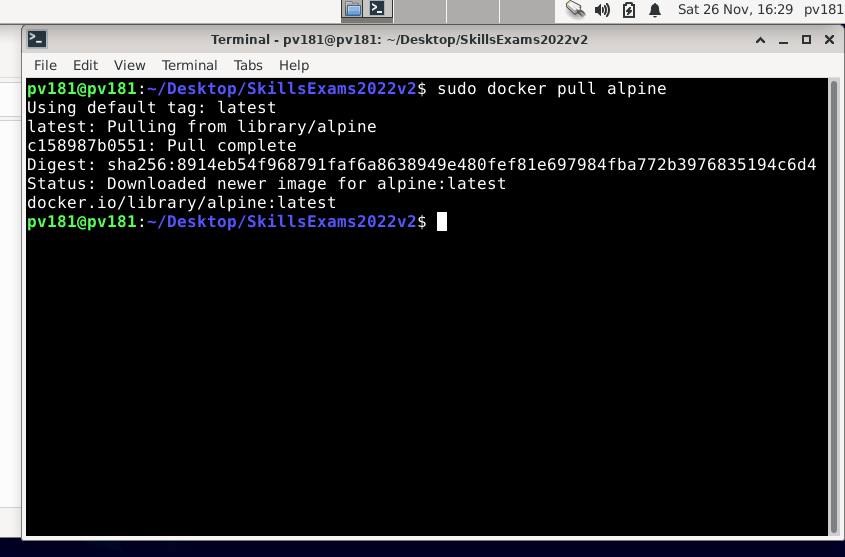 Sat 26 Nov, 16:29 pv181
Terminal - pv181@pv181: ~/Desktop/SkillsExams2022v2
File Edit View Terminal Tabs Help
pv181@pv181:~/Desktop/SkillsExams2022v2$ sudo docker pull alpine
Using default tag: latest
latest: Pulling from library/alpine
c158987b0551: Pull complete
Digest: sha256:8914eb54f968791faf6a8638949e480fef81e697984fba772b3976835194c6d4
Status: Downloaded newer image for alpine:latest
docker.io/library/alpine:latest
pv181@pv181:~/Desktop/SkillsExams2022v2$